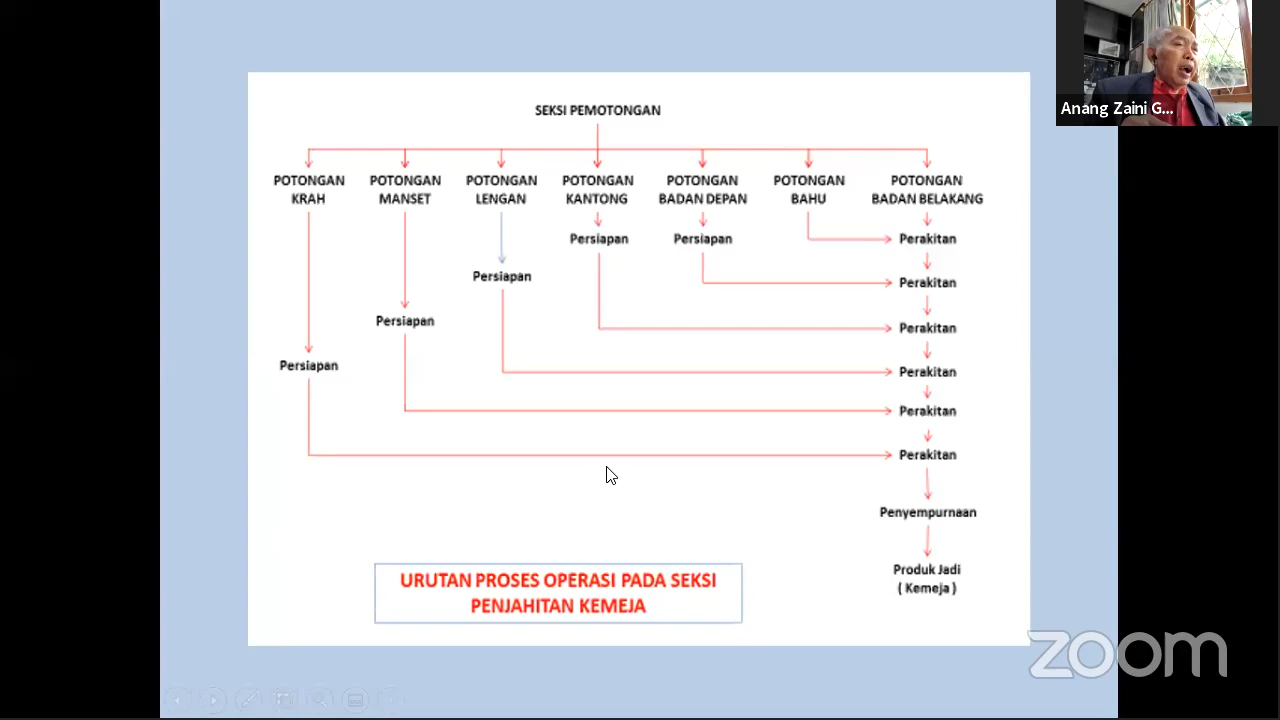 Anang Zaini G...
SEKSI PEMOTONGAN
POTONGAN KRAH
POTONGAN MANSET
POTONGAN LENGAN
POTONGAN KANTONG
POTONGAN BADAN DEPAN
POTONGAN BAHU
POTONGAN BADAN BELAKANG
Persiapan
Persiapan
Perakitan
Persiapan
Perakitan
Persiapan
Perakitan
Persiapan
Perakitan
Perakitan
Perakitan
Penyempurnaan
Produk Jadi
( Kemeja )
URUTAN PROSES OPERASI PADA SEKSI
PENJAHITAN KEMEJA
zoom